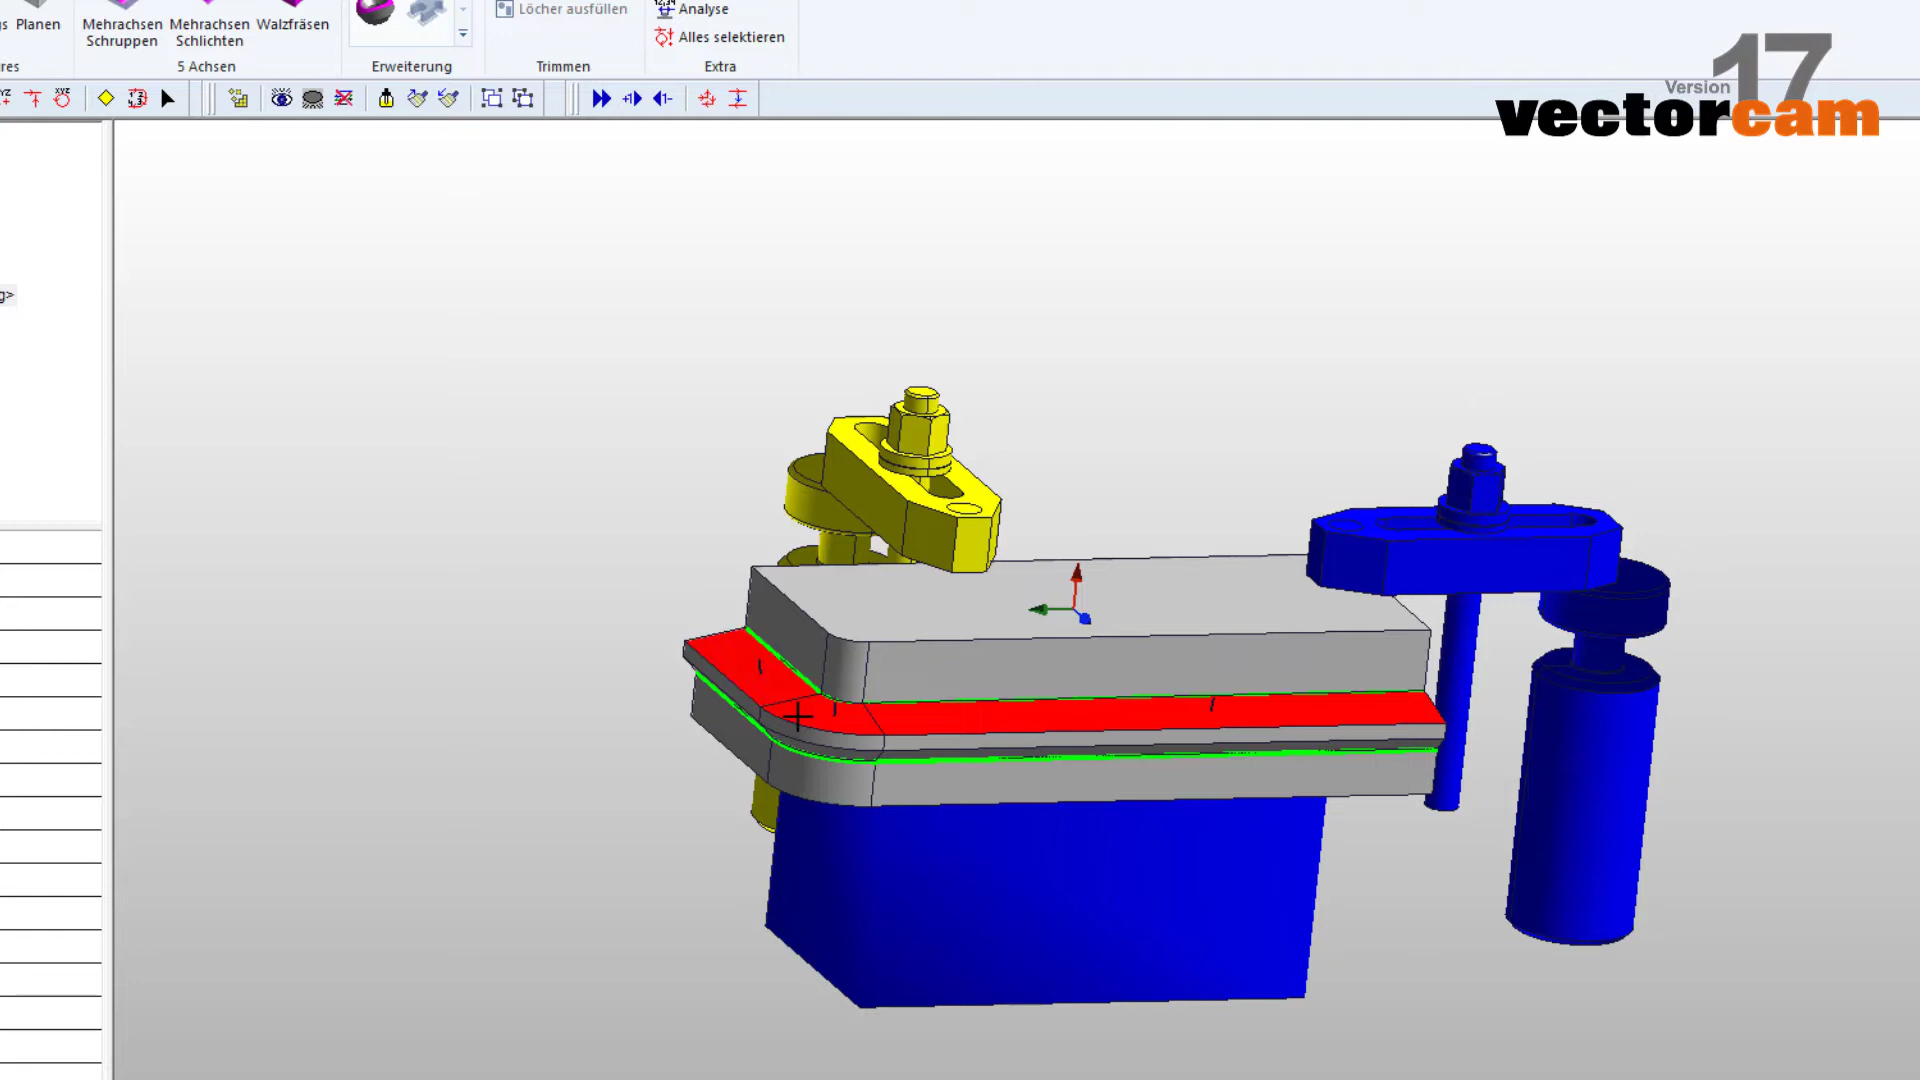 Planen
Mehrachsen Schruppen
Mehrachsen Schlichten
Walzfräsen
Löcher ausfüllen
Analyse
Alles selektieren
5 Achsen
Erweiterung
Trimmen
Extra
Version 17
vectorcam